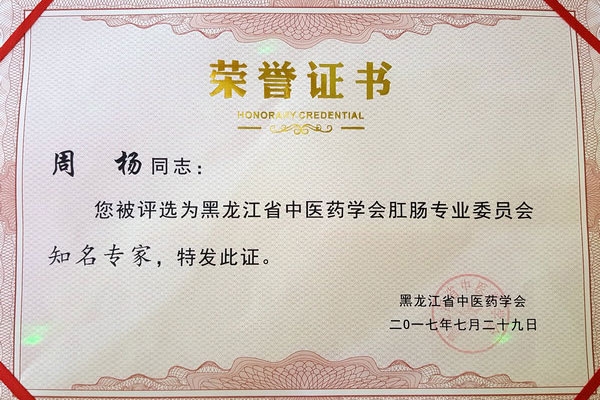 荣誉证书
HONORARY CREDENTIAL
周 杨同志：
您被评选为黑龙江省中医药学会肛肠专业委员会
知名专家，特发此证。
黑龙江省中医药学会
二〇一七年七月二十九日